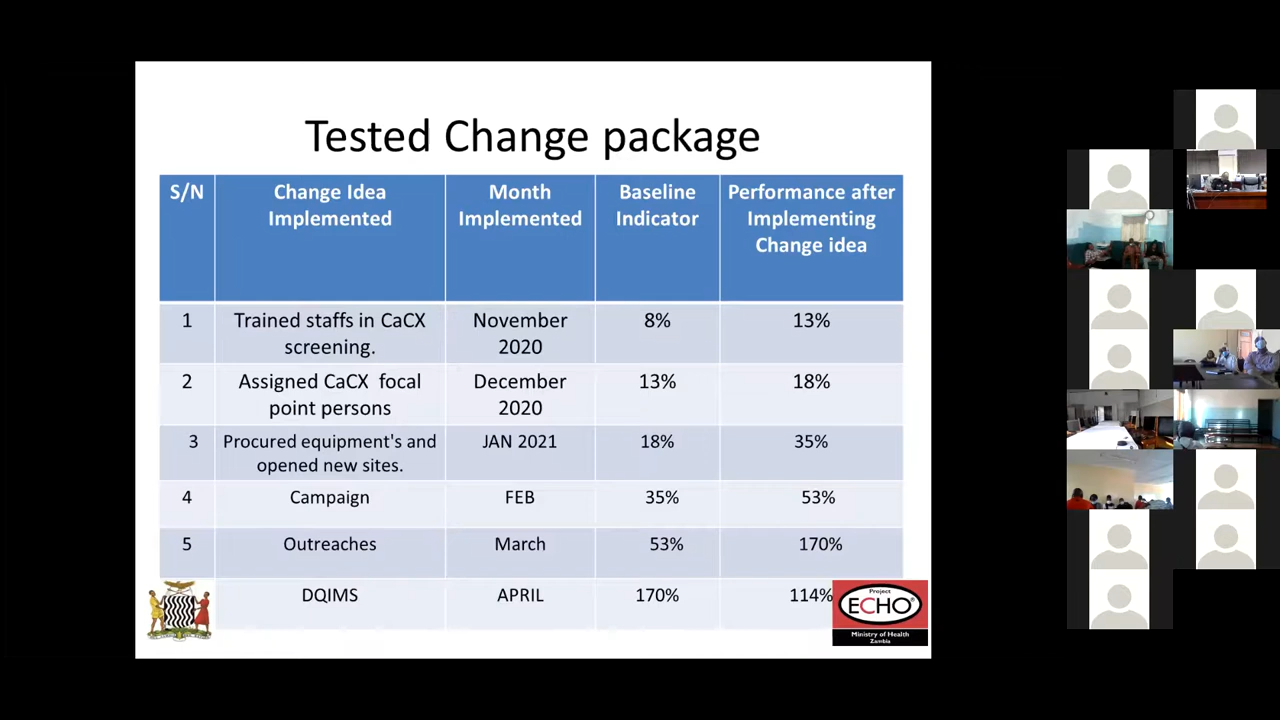 Tested Change package
S/N
Change Idea
Implemented
Month
Implemented
Baseline
Indicator
Performance after
Implementing
Change idea
1
Trained staffs in CaCX
screening.
November
2020
8%
13%
2
Assigned CaCX focal
point persons
December
2020
13%
18%
3
Procured equipment's and
opened new sites.
JAN 2021
18%
35%
4
Campaign
FEB
35%
53%
5
Outreaches
March
53%
170%
DQIMS
APRIL
170%
114%
Project
ECHO®
Ministry of Health
Zambia